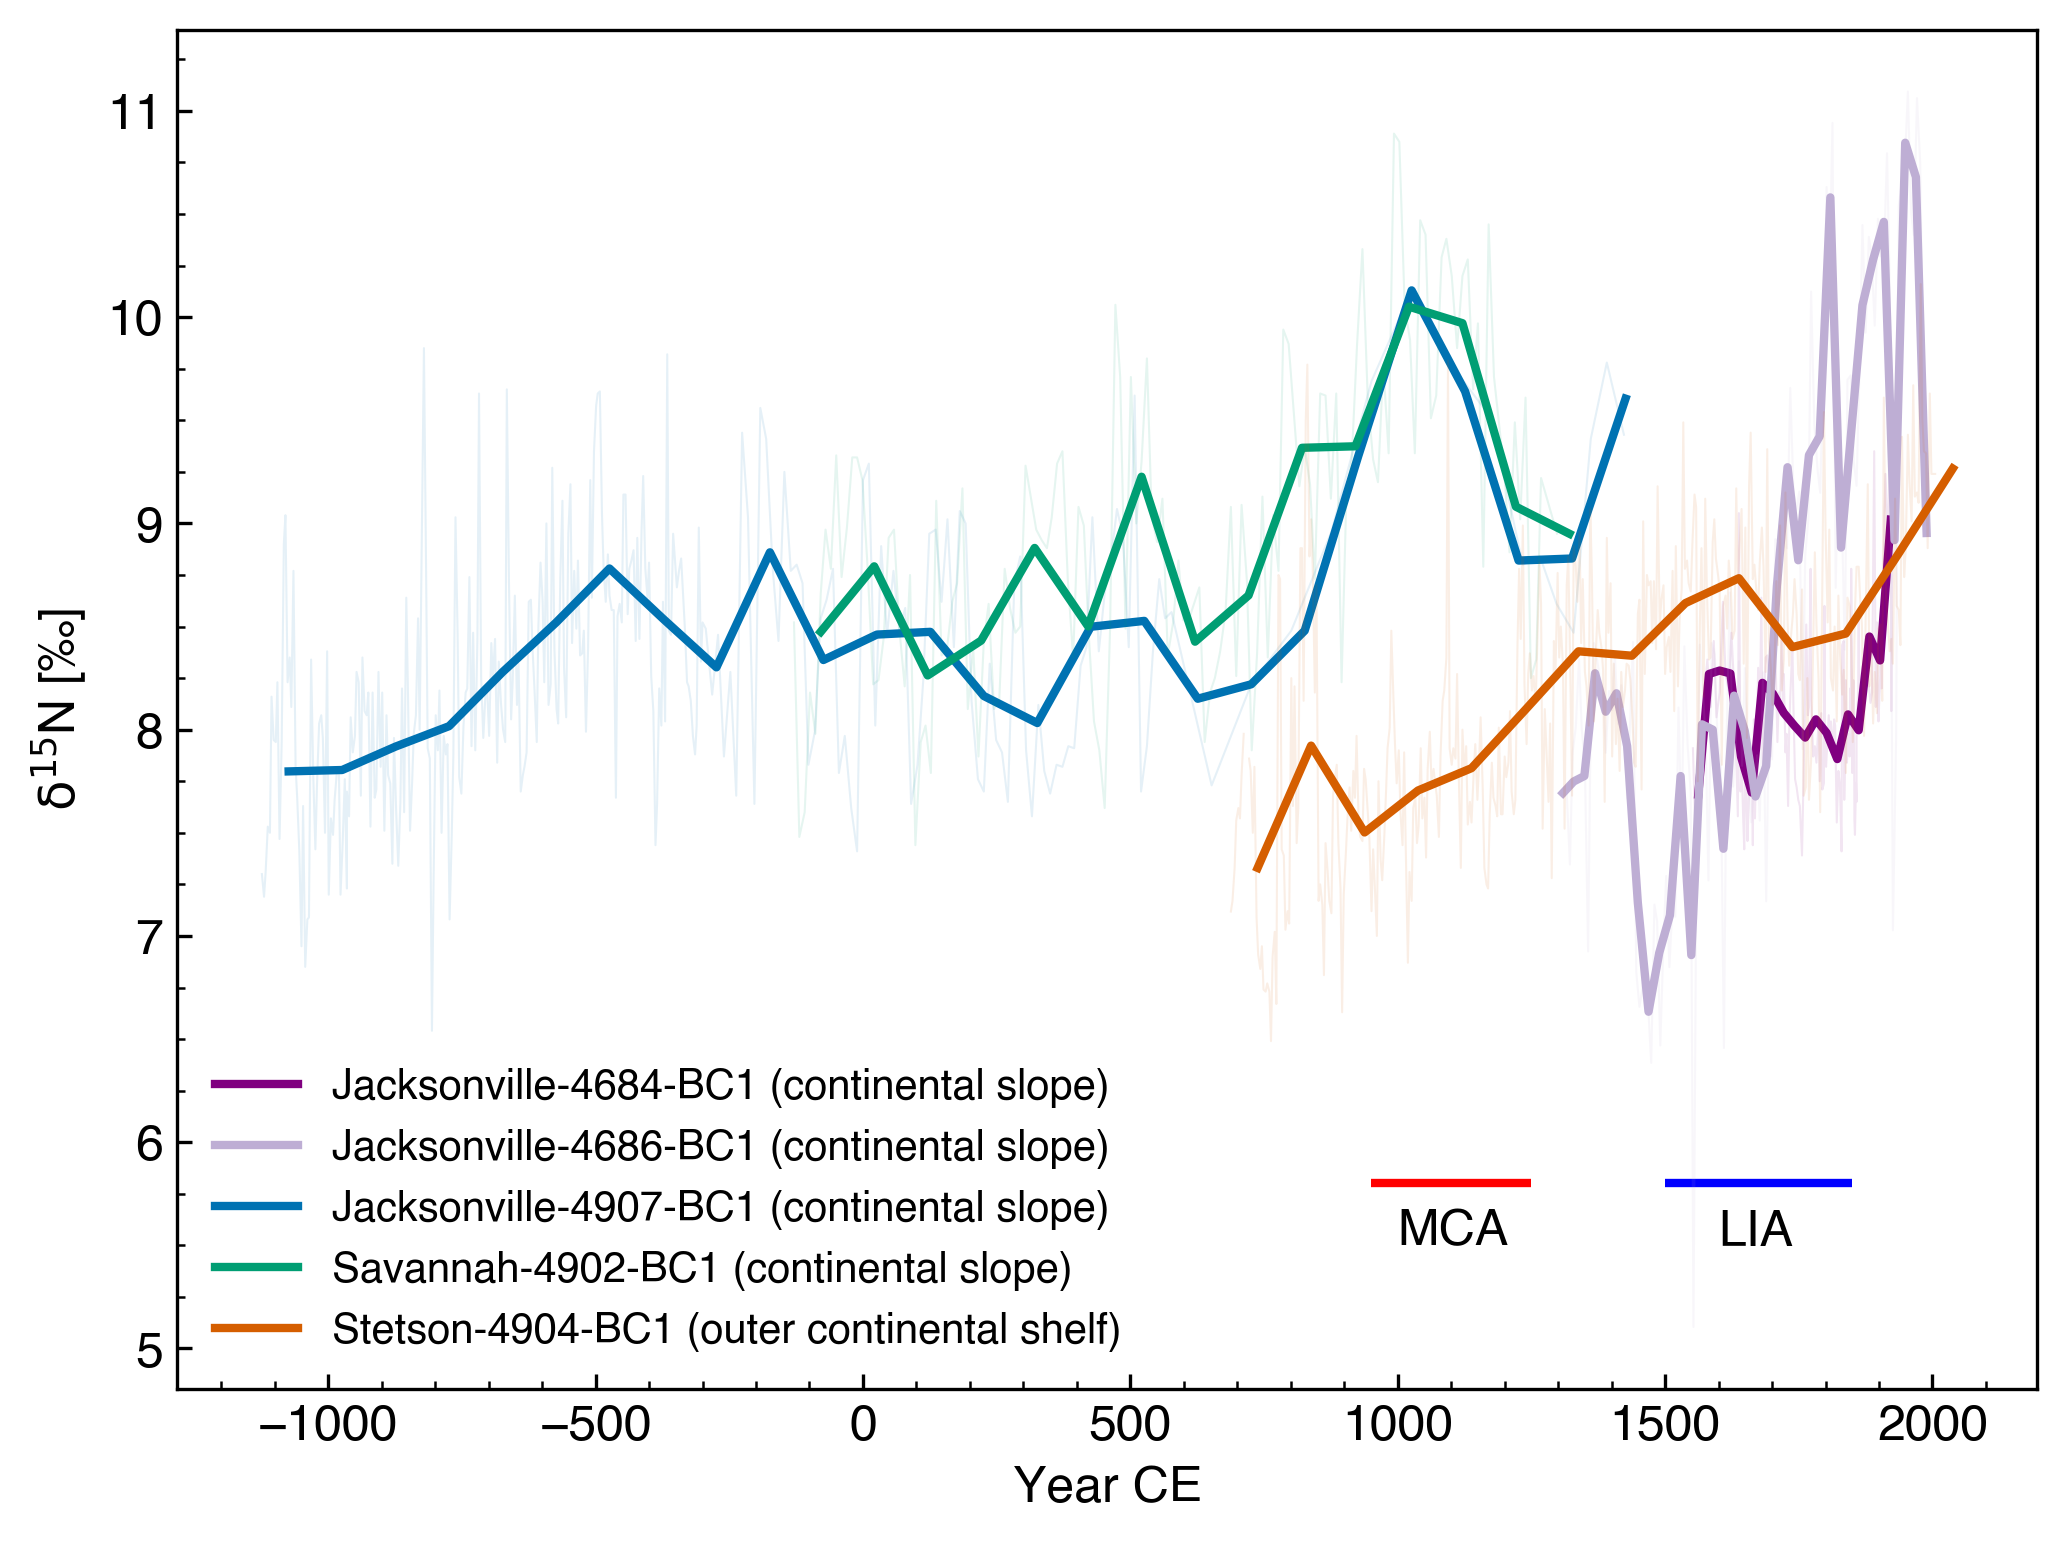 11
10
9
8
7
6
5
δ¹⁵N [‰]
Jacksonville-4684-BC1 (continental slope)
Jacksonville-4686-BC1 (continental slope)
Jacksonville-4907-BC1 (continental slope)
Savannah-4902-BC1 (continental slope)
Stetson-4904-BC1 (outer continental shelf)
MCA
LIA
−1000 −500 0 500 1000 1500 2000
Year CE